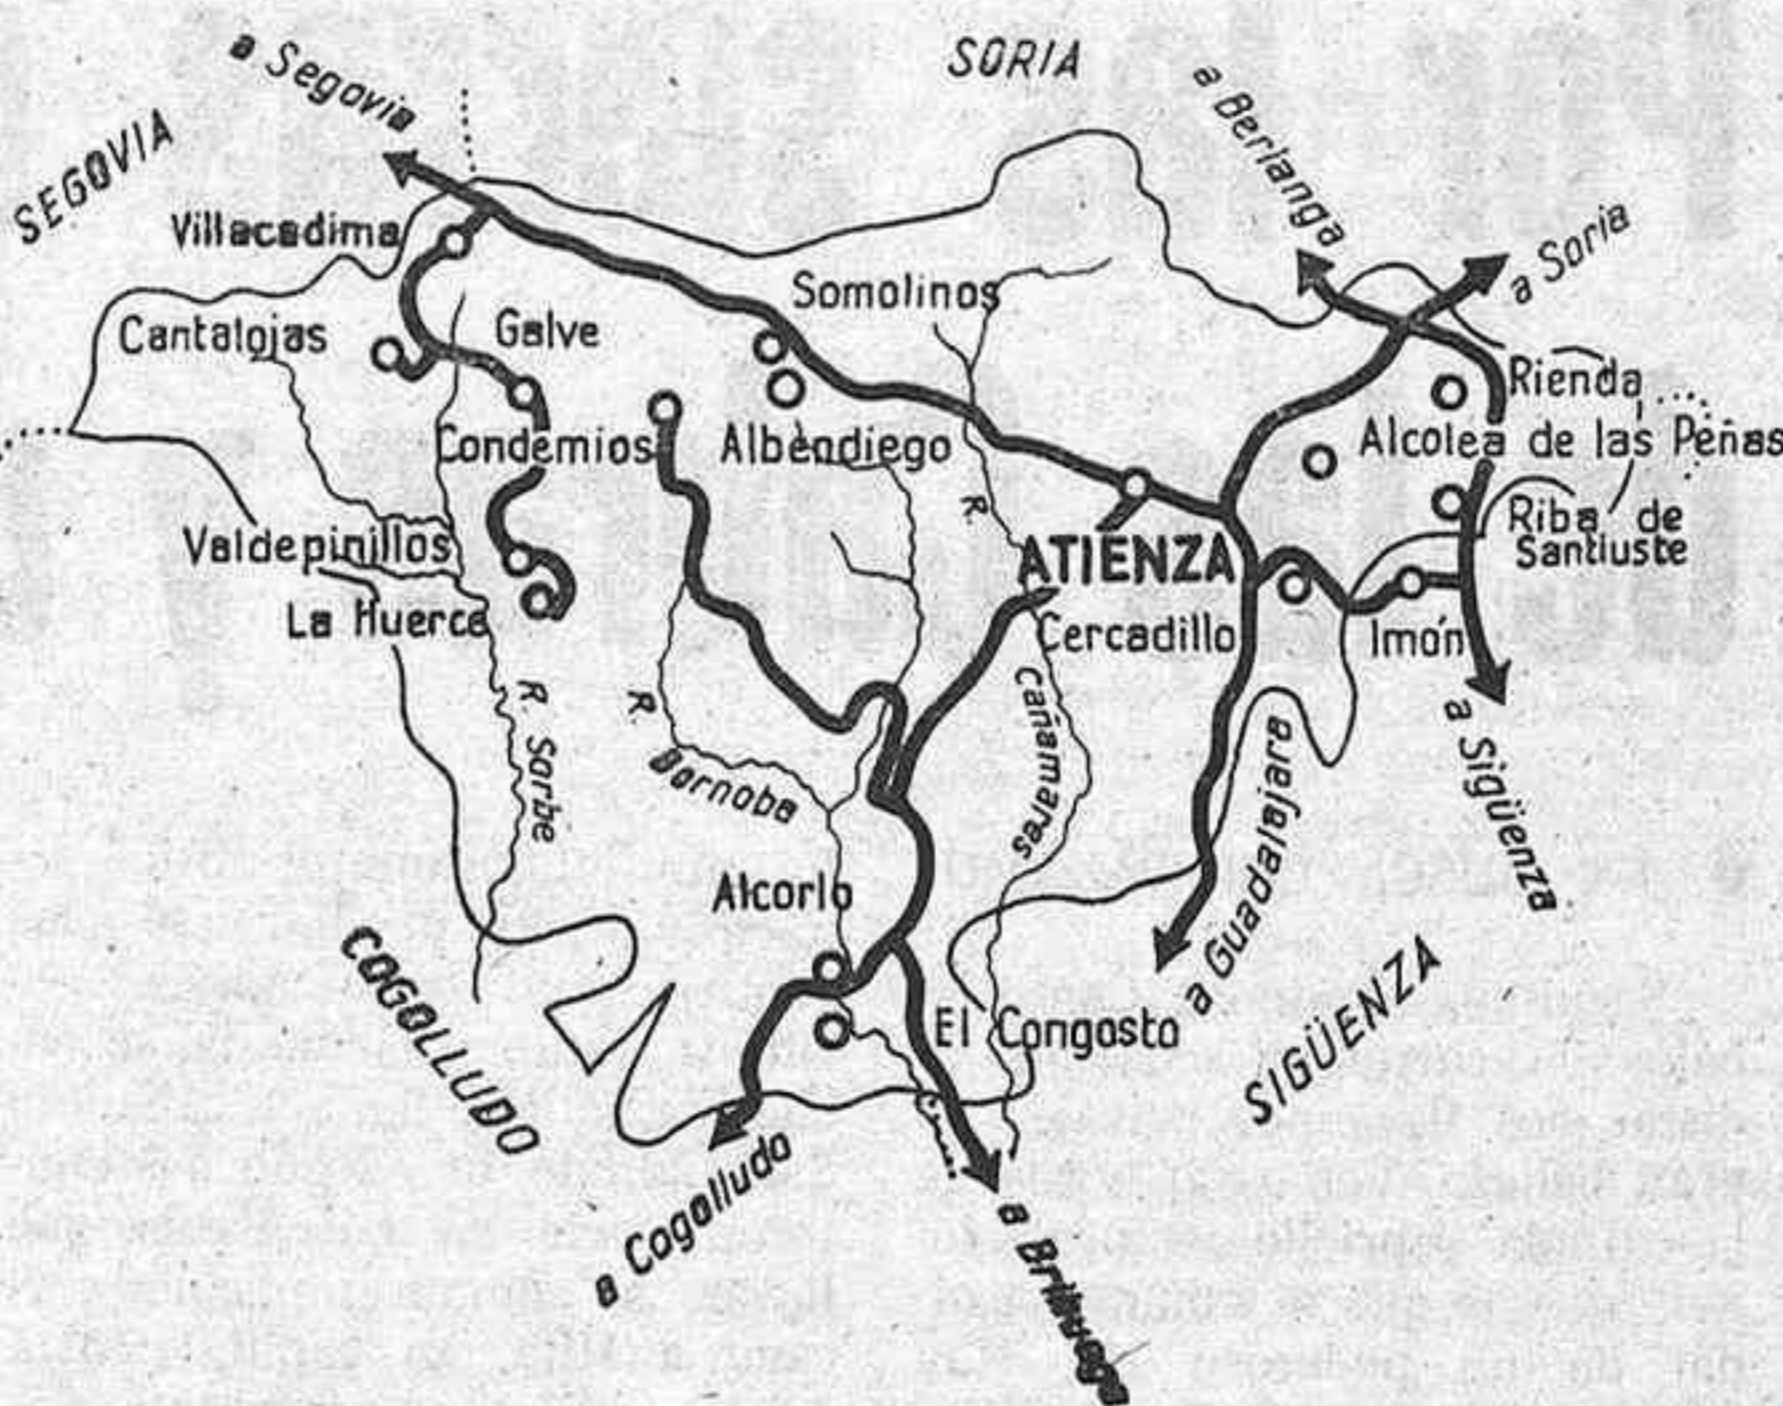 a Segovia
SORIA
a Berlanga
SEGOVIA
Villacadima
a Soria
Somolinos
Cantalojas
Galve
Rienda
Condemios
Albendiego
Alcolea de las Peñas
R.
Valdepinillos
ATIENZA
Riba de
Santiuste
La Huerce
Cercadillo
Imón
R. Sorbe
R.
Bornoba
Cañamares
a Sigüenza
a Guadalajara
Alcorlo
COGOLLUDO
El Congosto
SIGÜENZA
a Cogolludo
a Brihuega